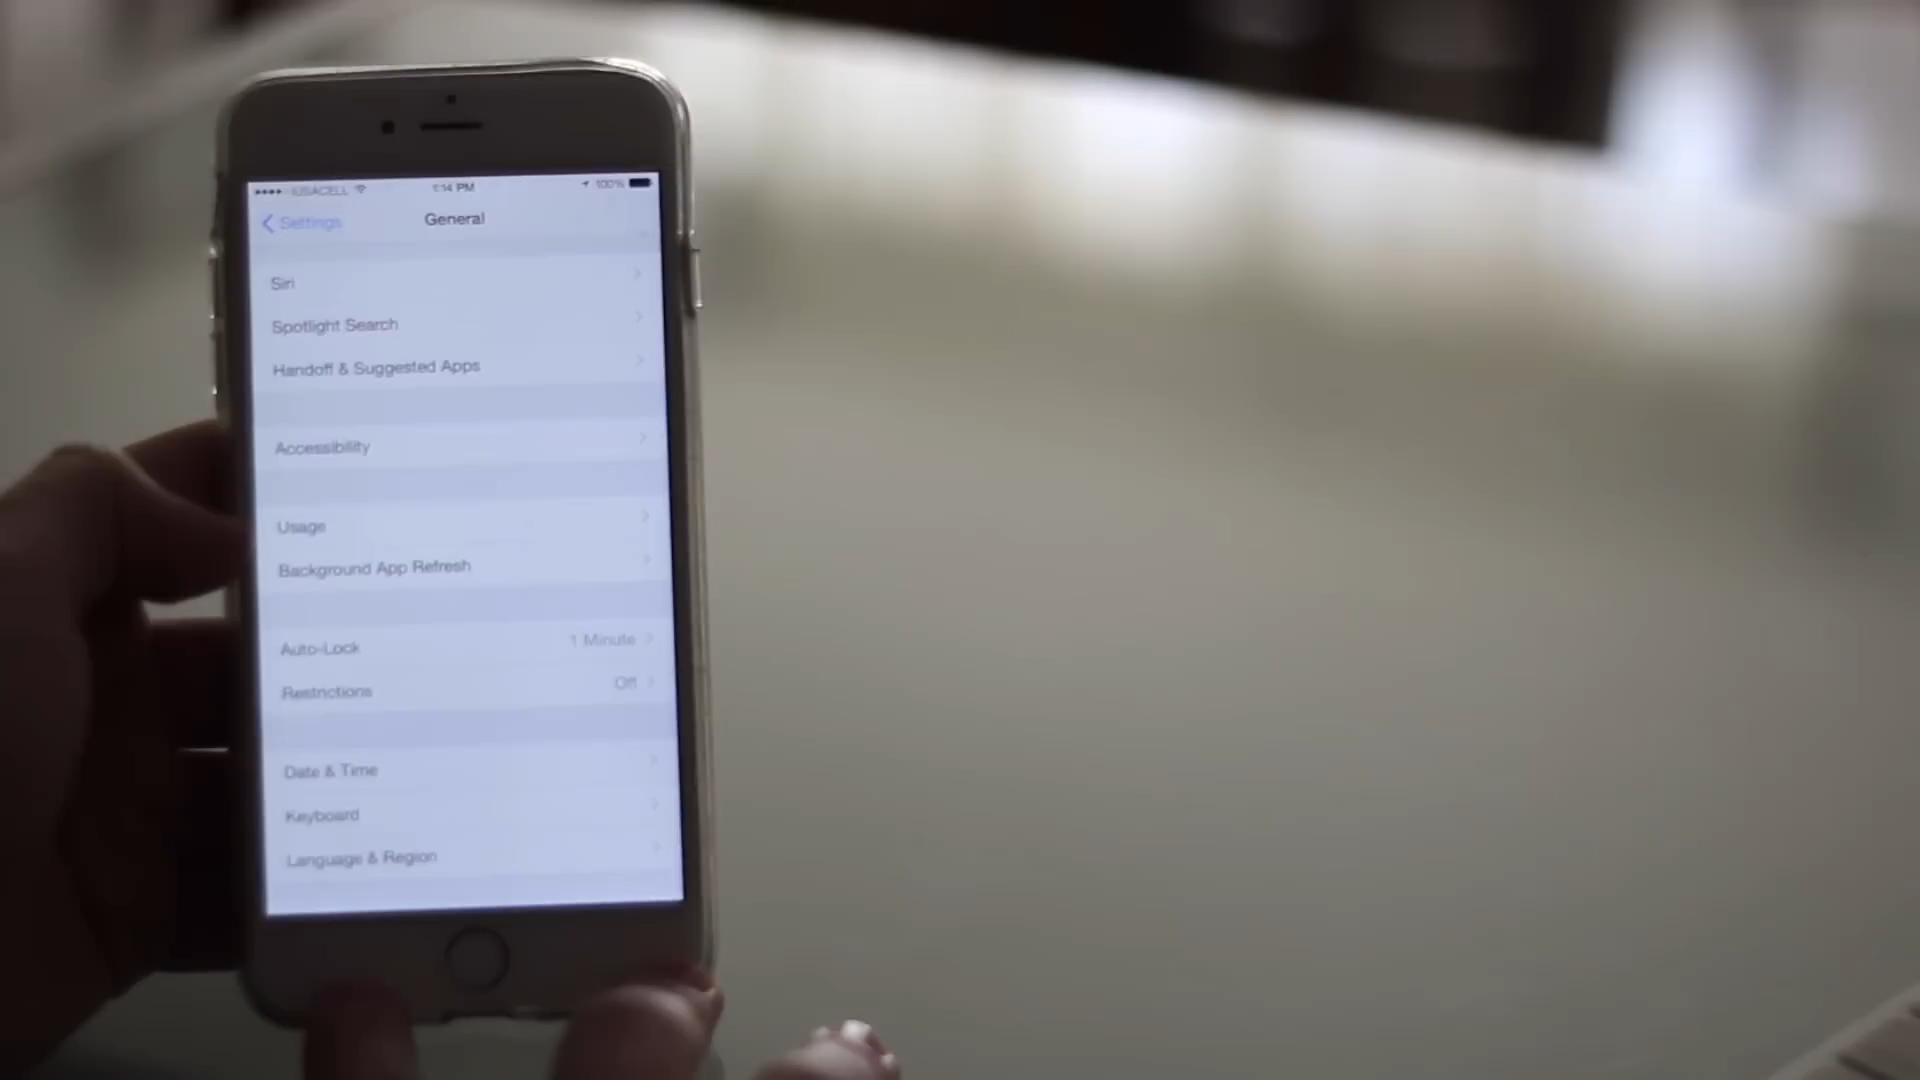 IUSACELL 1:14 PM 100%
Settings General
Siri
Spotlight Search
Handoff & Suggested Apps
Accessibility
Usage
Background App Refresh
Auto-Lock 1 Minute
Restrictions Off
Date & Time
Keyboard
Language & Region